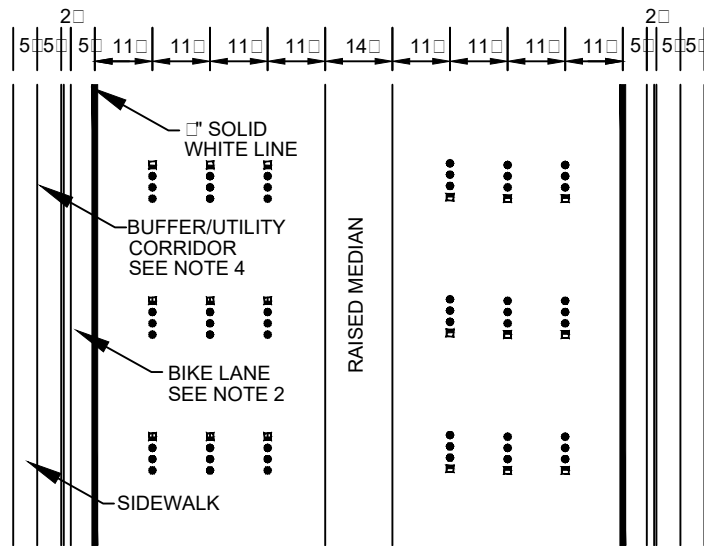 2□ 2□
5□ 5□ 5□ 11□ 11□ 11□ 11□ 14□ 11□ 11□ 11□ 11□ 5□ 5□ 5□
□" SOLID
WHITE LINE
BUFFER/UTILITY
CORRIDOR
SEE NOTE 4
RAISED MEDIAN
BIKE LANE
SEE NOTE 2
SIDEWALK